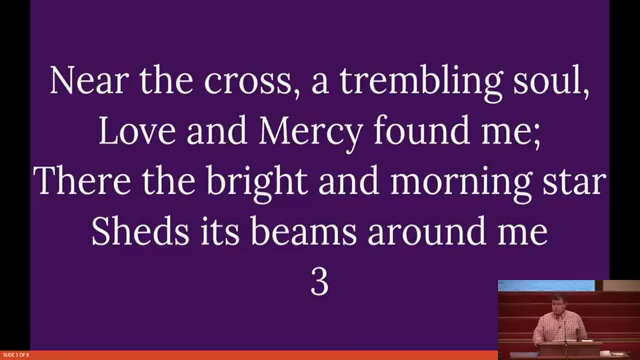 Near the cross, a trembling soul,
Love and Mercy found me;
There the bright and morning star
Sheds its beams around me
3
SLIDE 3 OF 8